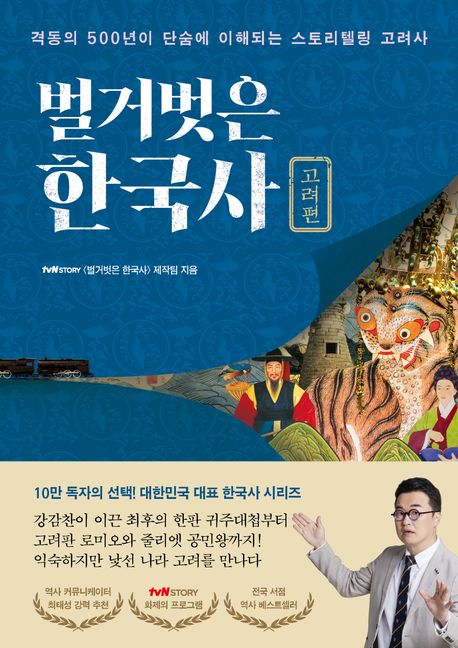 격동의 500년이 단숨에 이해되는 스토리텔링 고려사
벌거벗은
한국사
고려편
tvN STORY 〈벌거벗은 한국사〉 제작팀 지음
10만 독자의 선택! 대한민국 대표 한국사 시리즈
강감찬이 이끈 최후의 한판 귀주대첩부터
고려판 로미오와 줄리엣 공민왕까지!
익숙하지만 낯선 나라 고려를 만나다
역사 커뮤니케이터
최태성 강력 추천
tvN STORY
화제의 프로그램
전국 서점
역사 베스트셀러